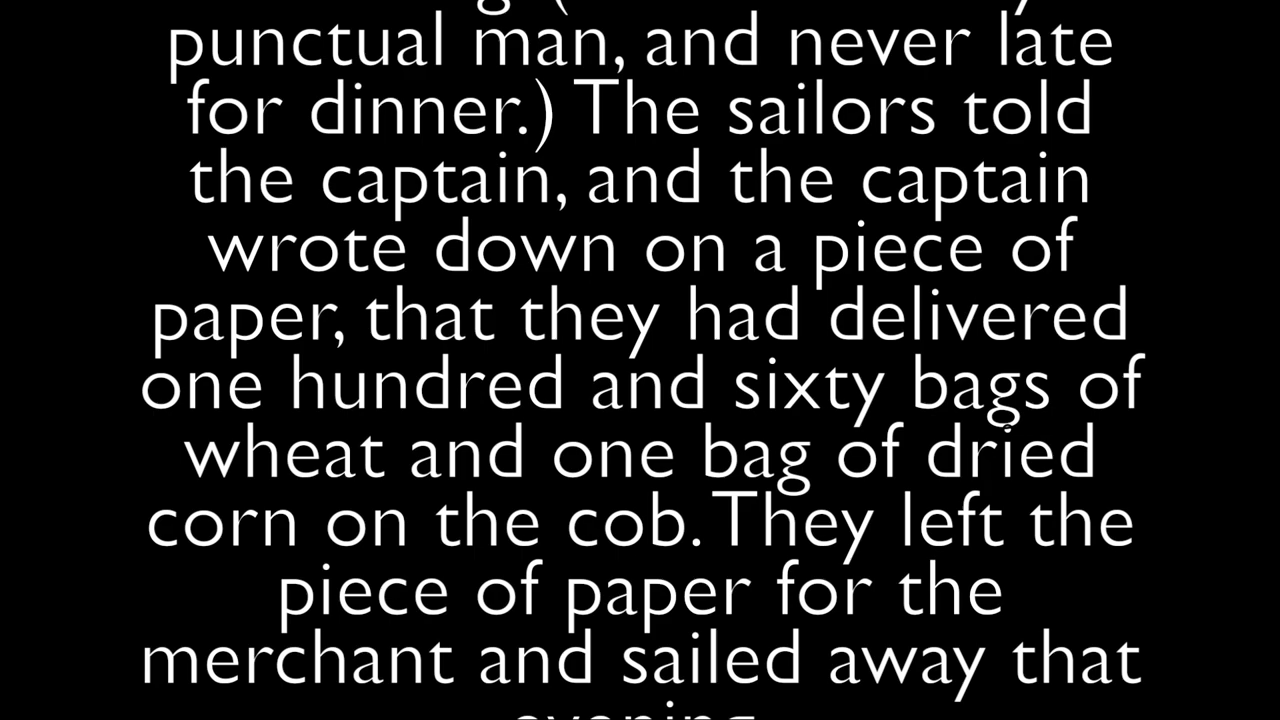 punctual man, and never late
for dinner.) The sailors told
the captain, and the captain
wrote down on a piece of
paper, that they had delivered
one hundred and sixty bags of
wheat and one bag of dried
corn on the cob. They left the
piece of paper for the
merchant and sailed away that
evening